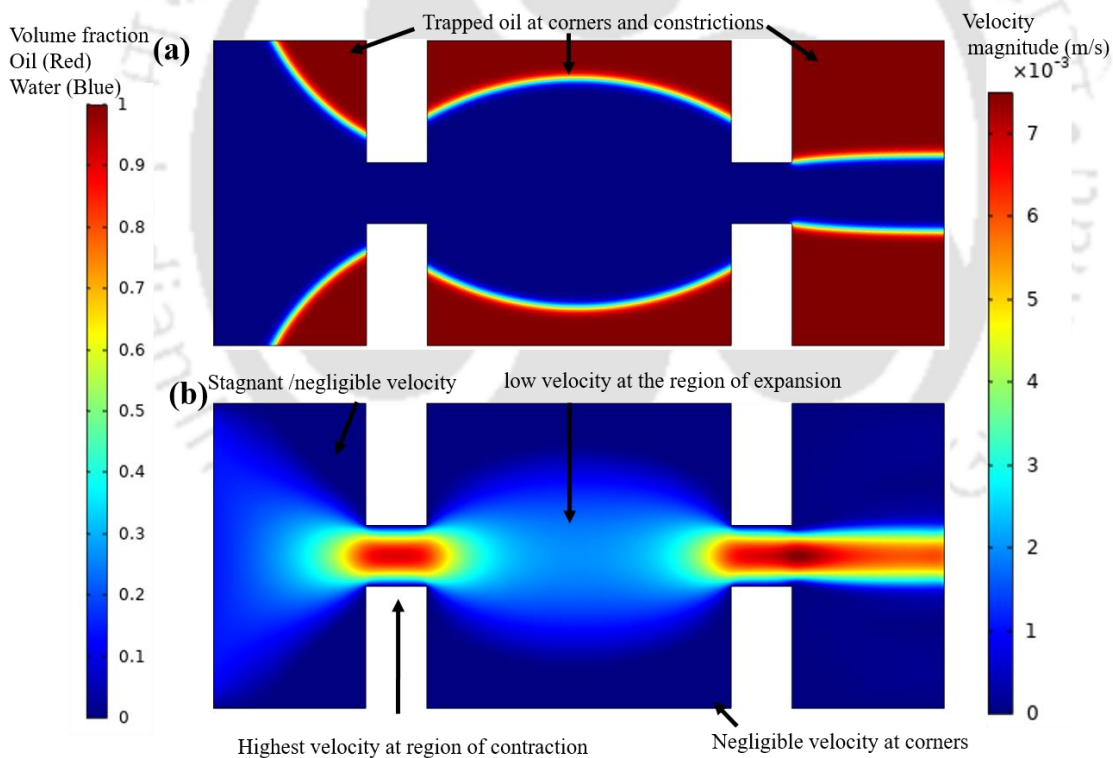 Trapped oil at corners and constrictions
Velocity
magnitude (m/s)
×10⁻³
Volume fraction
Oil (Red)
Water (Blue)
(a)
1
0.9
0.8
0.7
0.6
0.5
0.4
0.3
0.2
0.1
0
7
6
5
4
3
2
1
0
Stagnant /negligible velocity
low velocity at the region of expansion
(b)
Highest velocity at region of contraction
Negligible velocity at corners